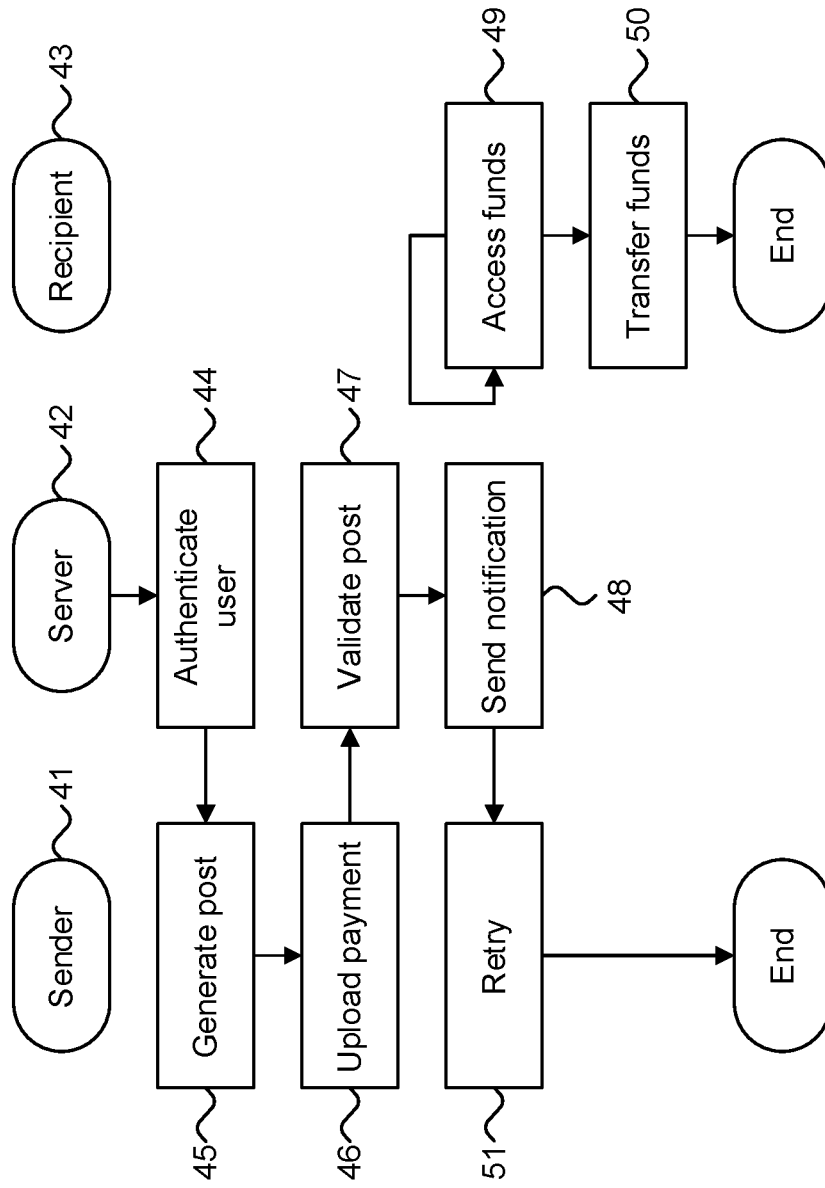 Sender
41
Server
42
Recipient
43
Generate post
45
Authenticate
user
44
Upload payment
46
Validate post
47
Retry
51
Send notification
48
Access funds
49
Transfer funds
50
End
End